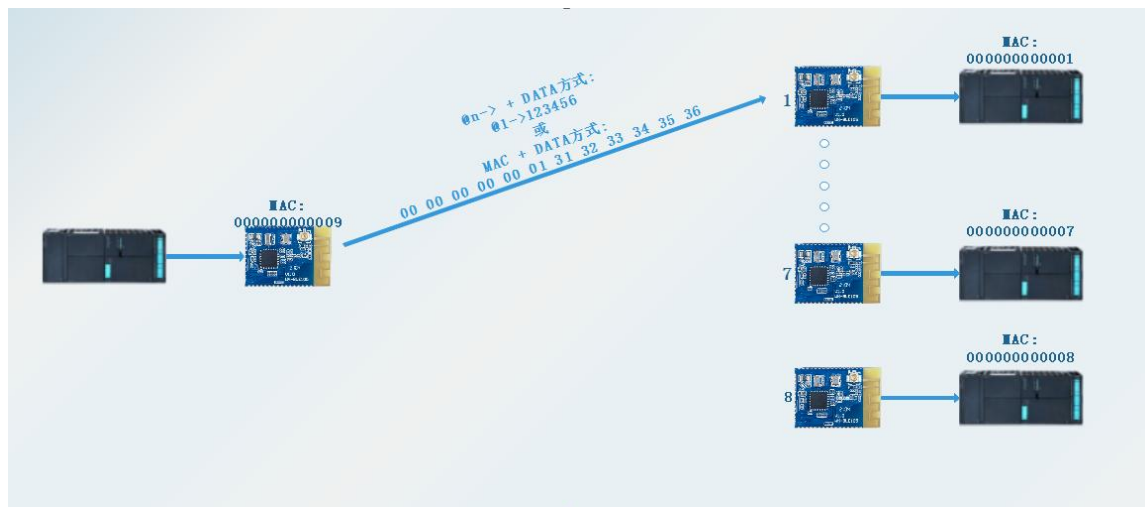 MAC:
000000000001
1
@n-> + DATA方式:
@1->123456
或
MAC + DATA方式:
00 00 00 00 00 01 31 32 33 34 35 36
MAC:
000000000009
MAC:
000000000007
7
MAC:
000000000008
8